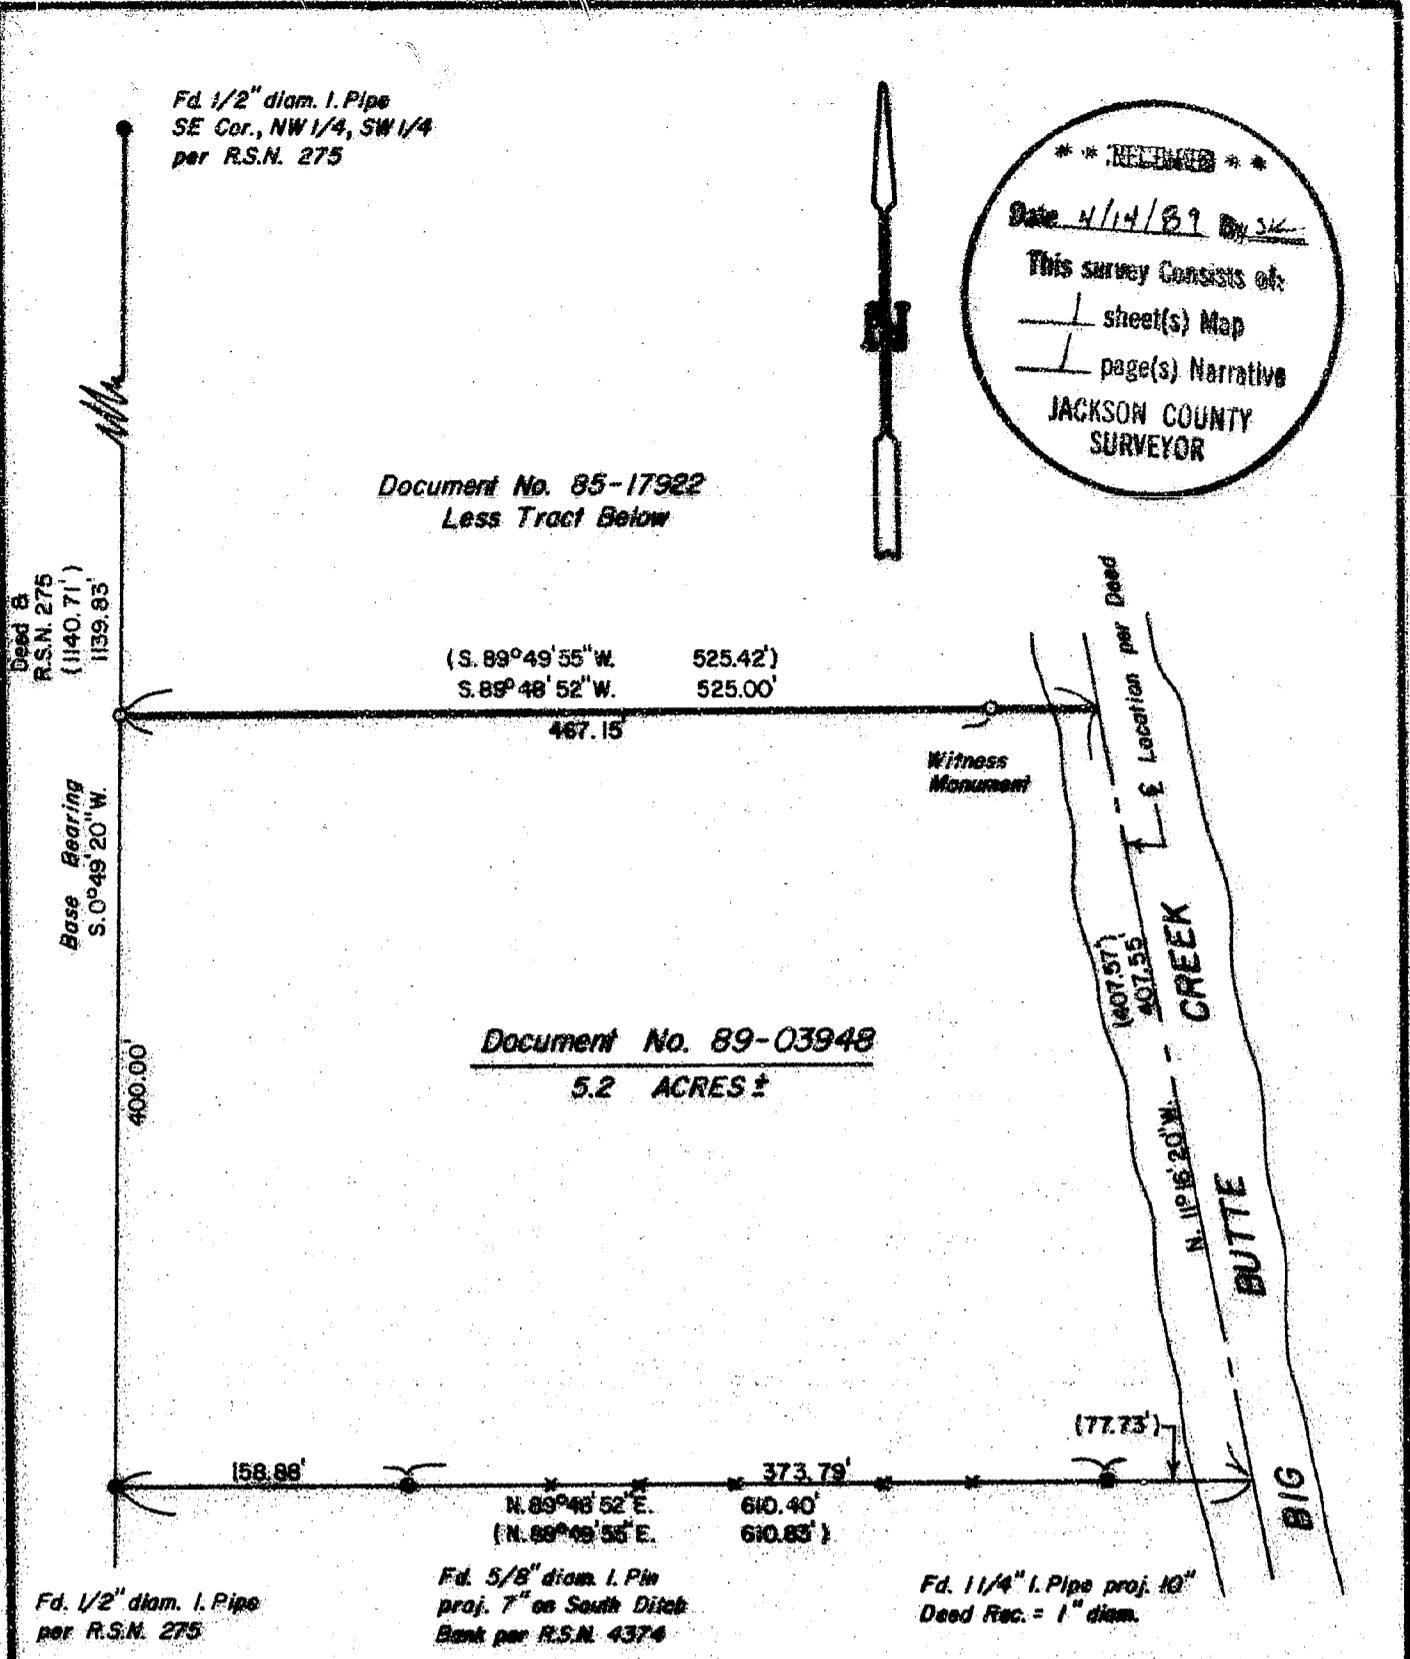 Fd. 1/2" diam. I. Pipe
SE Cor., NW 1/4, SW 1/4
per R.S.N. 275
N
Date 4/14/89 By
This survey Consists of:
1 sheet(s) Map
1 page(s) Narrative
JACKSON COUNTY
SURVEYOR
Document No. 85-17922
Less Tract Below
Deed &
R.S.N. 275
(1140.71')
1139.83'
(S. 89°49'55" W. 525.42')
S. 89°48'52" W. 525.00'
467.15'
Witness
Monument
℄ Location per Deed
Base Bearing
S. 0°49'20" W.
400.00'
(407.57')
407.55
N. 11°16'20" W.
BIG BUTTE CREEK
Document No. 89-03948
5.2 ACRES ±
(77.73')
158.88'
373.79'
N. 89°48'52" E. 610.40'
(N. 89°49'55" E. 610.83')
Fd. 1/2" diam. I. Pipe
per R.S.N. 275
Fd. 5/8" diam. I. Pin
proj. 7" on South Ditch
Bank per R.S.N. 4374
Fd. 1 1/4" I. Pipe proj. 10"
Deed Rec. = 1" diam.